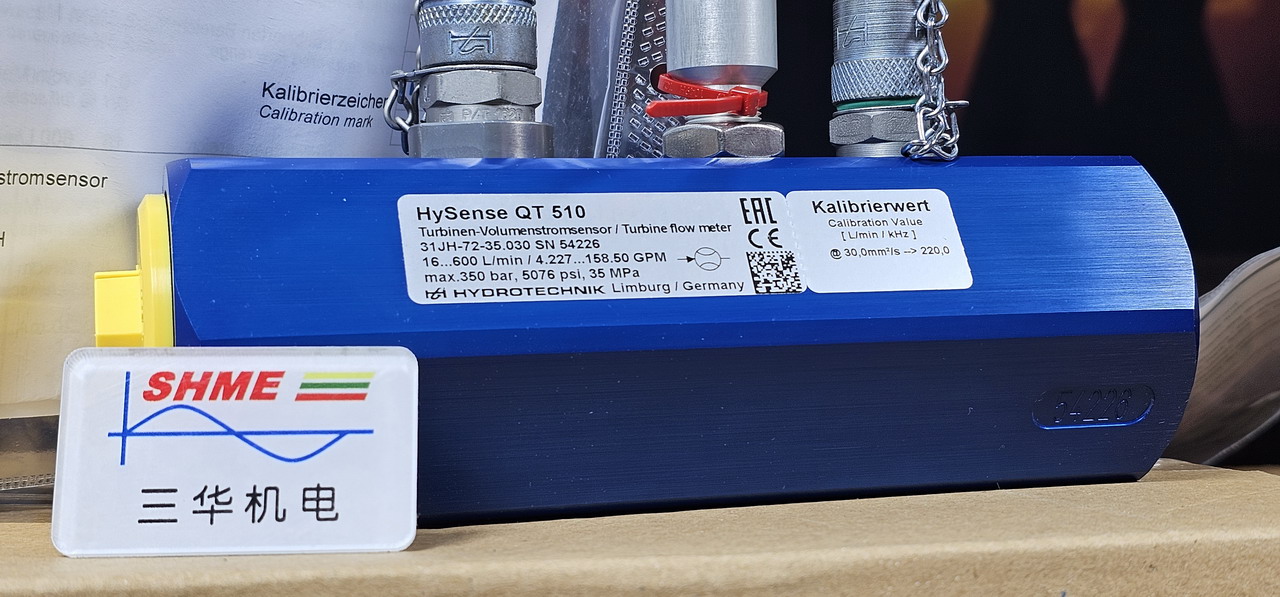 Kalibrierzeichen
Calibration mark
stromsensor
HySense QT 510
Turbinen-Volumenstromsensor / Turbine flow meter
31JH-72-35.030 SN 54226
16...600 L/min / 4.227...158.50 GPM
max.350 bar, 5076 psi, 35 MPa
HYDROTECHNIK Limburg / Germany
EAC
CE
Kalibrierwert
Calibration Value
[ L/min / kHz ]
@ 30,0mm²/s --> 220,0
54226
SHME
三华机电